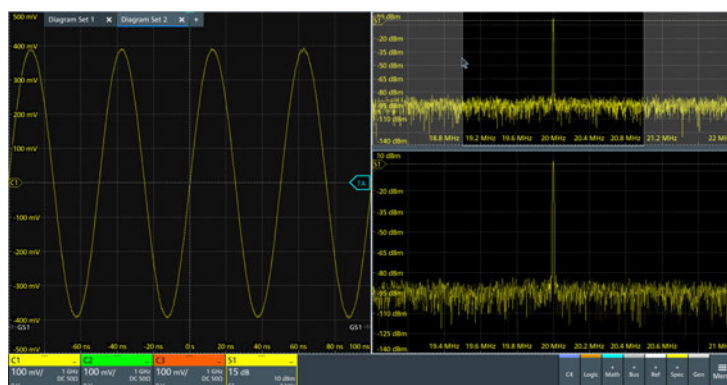 500 mV
Diagram Set 1 ×
Diagram Set 2 ×
+
400 mV
300 mV
200 mV
100 mV
C1
TA
-100 mV
-200 mV
-300 mV
-400 mV
GS1
GS1
-500 mV
-80 ns
-60 ns
-40 ns
-20 ns
0 s
20 ns
40 ns
60 ns
80 ns
100 ns
S1
-5 dBm
-20 dBm
-35 dBm
-50 dBm
-65 dBm
-80 dBm
-110 dBm
-140 dBm
18.8 MHz
19.2 MHz
19.6 MHz
20.0 MHz
20.4 MHz
20.8 MHz
21.2 MHz
22 M
10 dBm
S1
-20 dBm
-35 dBm
-50 dBm
-65 dBm
-80 dBm
-95 dBm
-110 dBm
-140 dBm
19.4 MHz
19.6 MHz
19.8 MHz
20.0 MHz
20.2 MHz
20.4 MHz
20.6 MHz
21 M
C1
100 mV/
1 GHz
DC 50Ω
C2
100 mV/
1 GHz
DC 50Ω
C3
100 mV/
1 GHz
DC 50Ω
S1
15 dB
10 dBm
C4
Logic
+
Math
+
Bus
+
Ref
+
Spec
Gen
Men